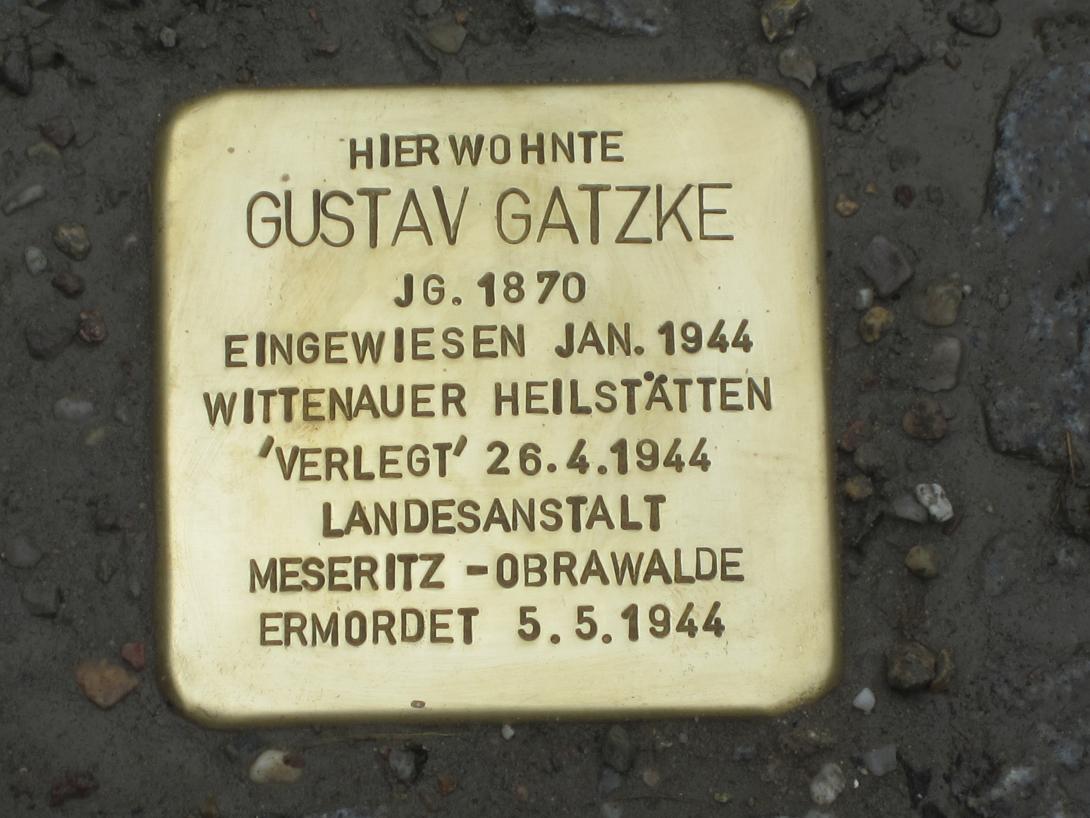 HIER WOHNTE
GUSTAV GATZKE
JG. 1870
EINGEWIESEN JAN. 1944
WITTENAUER HEILSTÄTTEN
'VERLEGT' 26.4.1944
LANDESANSTALT
MESERITZ - OBRAWALDE
ERMORDET 5.5.1944